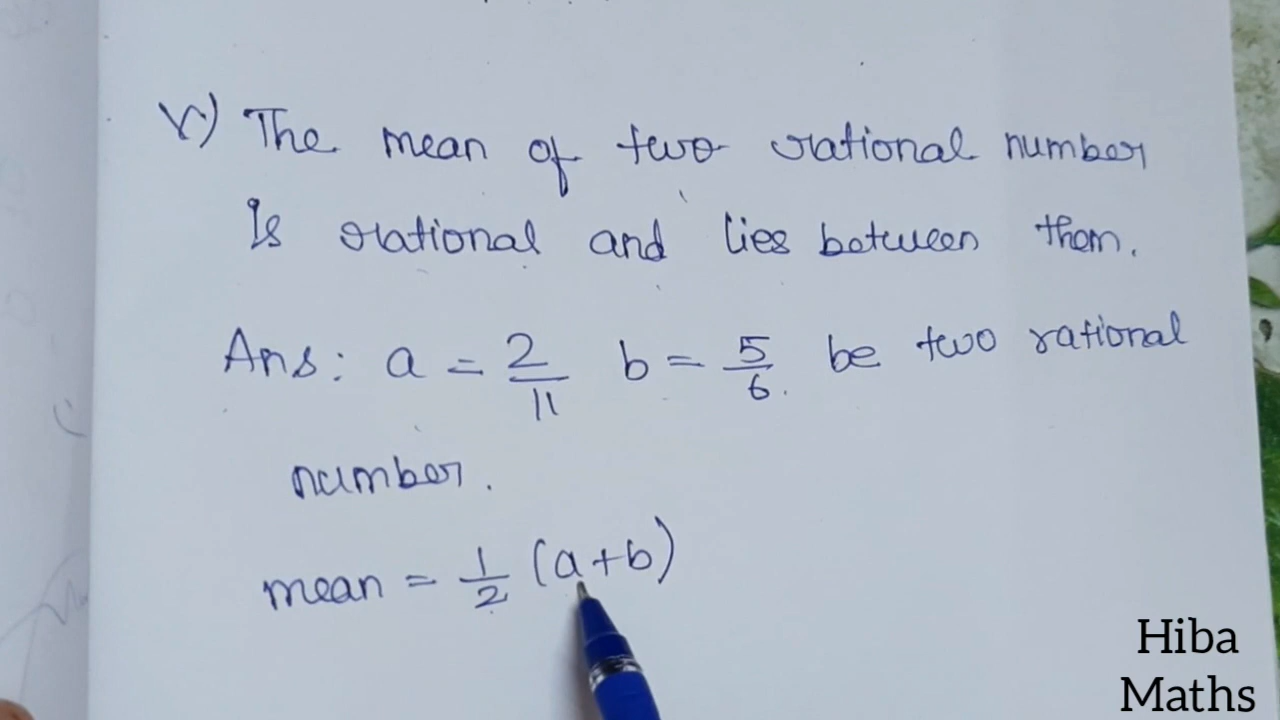 V) The mean of two rational number
Is rational and lies between them.
Ans: a = 2/11 b = 5/6. be two rational
number.
mean = 1/2 (a+b)
Hiba
Maths